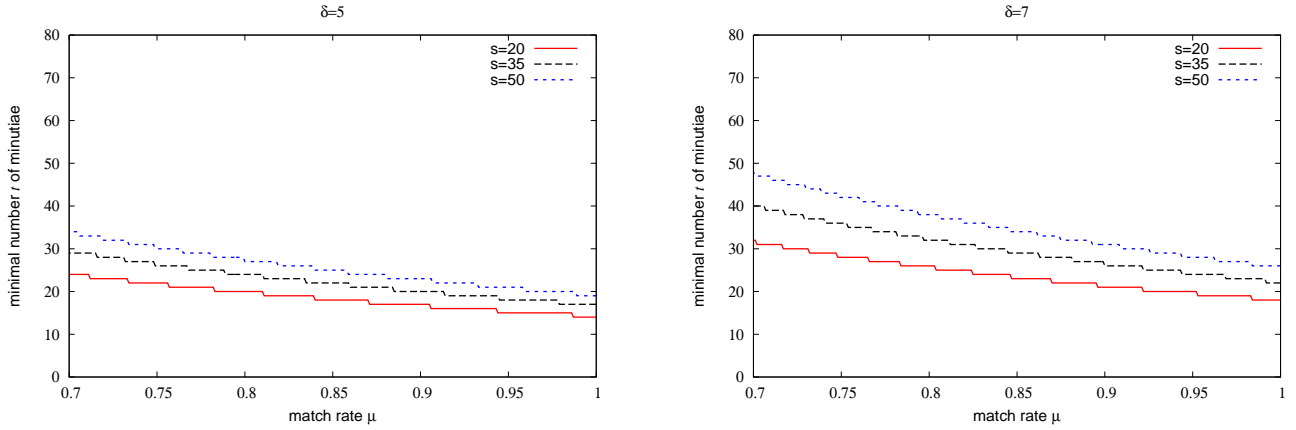 δ=5
80
70
60
50
40
30
20
10
0
minimal number t of minutiae
s=20
s=35
s=50
0.7 0.75 0.8 0.85 0.9 0.95 1
match rate μ
δ=7
80
70
60
50
40
30
20
10
0
minimal number t of minutiae
s=20
s=35
s=50
0.7 0.75 0.8 0.85 0.9 0.95 1
match rate μ